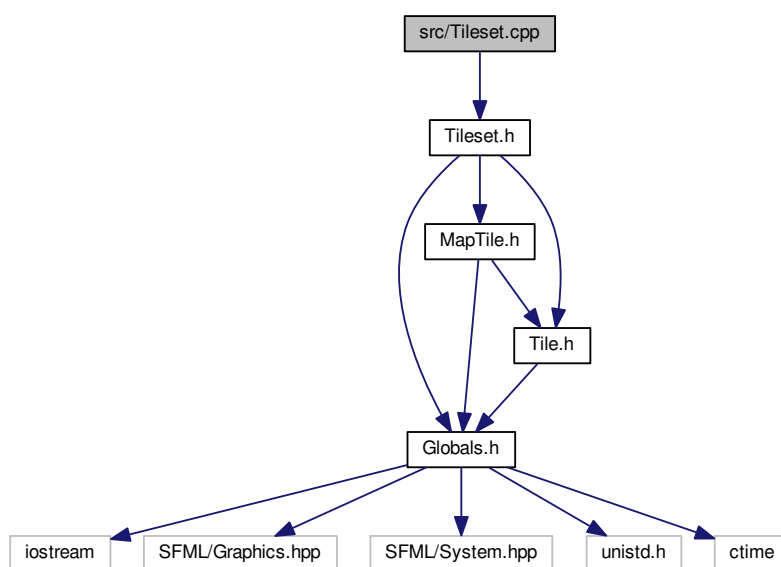 src/Tileset.cpp
Tileset.h
MapTile.h
Tile.h
Globals.h
iostream
SFML/Graphics.hpp
SFML/System.hpp
unistd.h
ctime